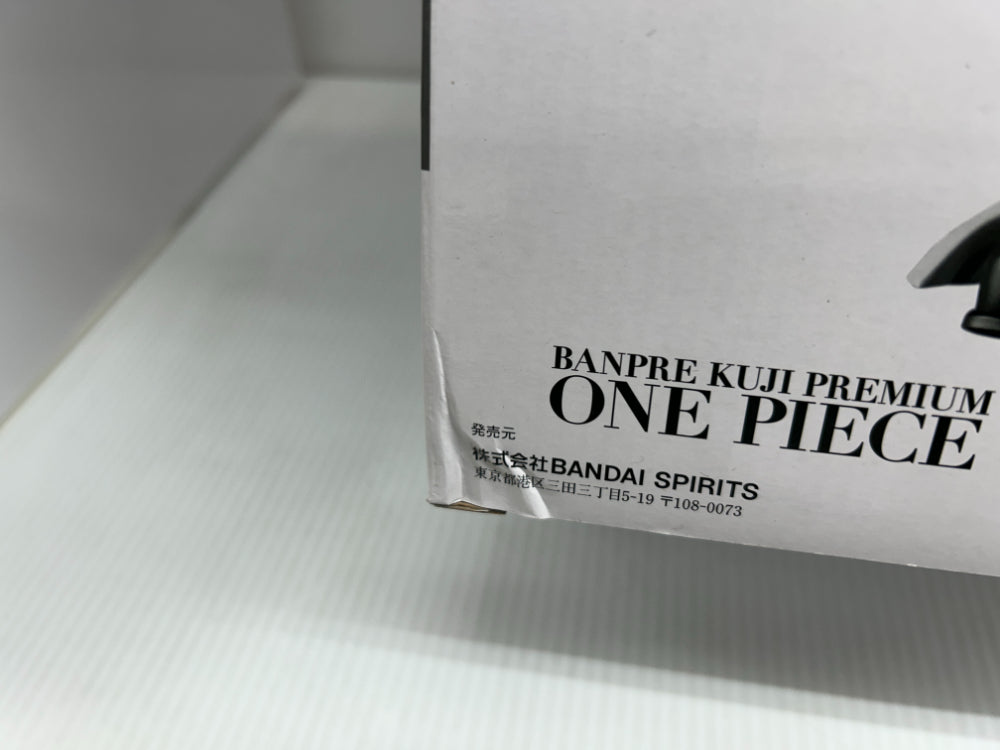 BANPRE KUJI PREMIUM
ONE PIECE
発売元
株式会社BANDAI SPIRITS
東京都港区三田三丁目5-19 〒108-0073